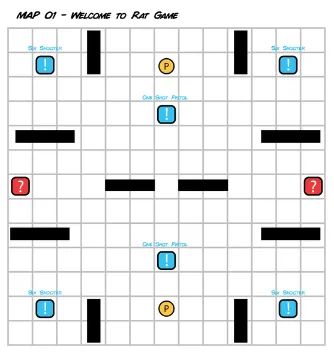 MAP 01 - WELCOME TO RAT GAME
SIX SHOOTER
SIX SHOOTER
!
P
!
ONE SHOT PISTOL
!
?
?
ONE SHOT PISTOL
!
SIX SHOOTER
SIX SHOOTER
!
P
!